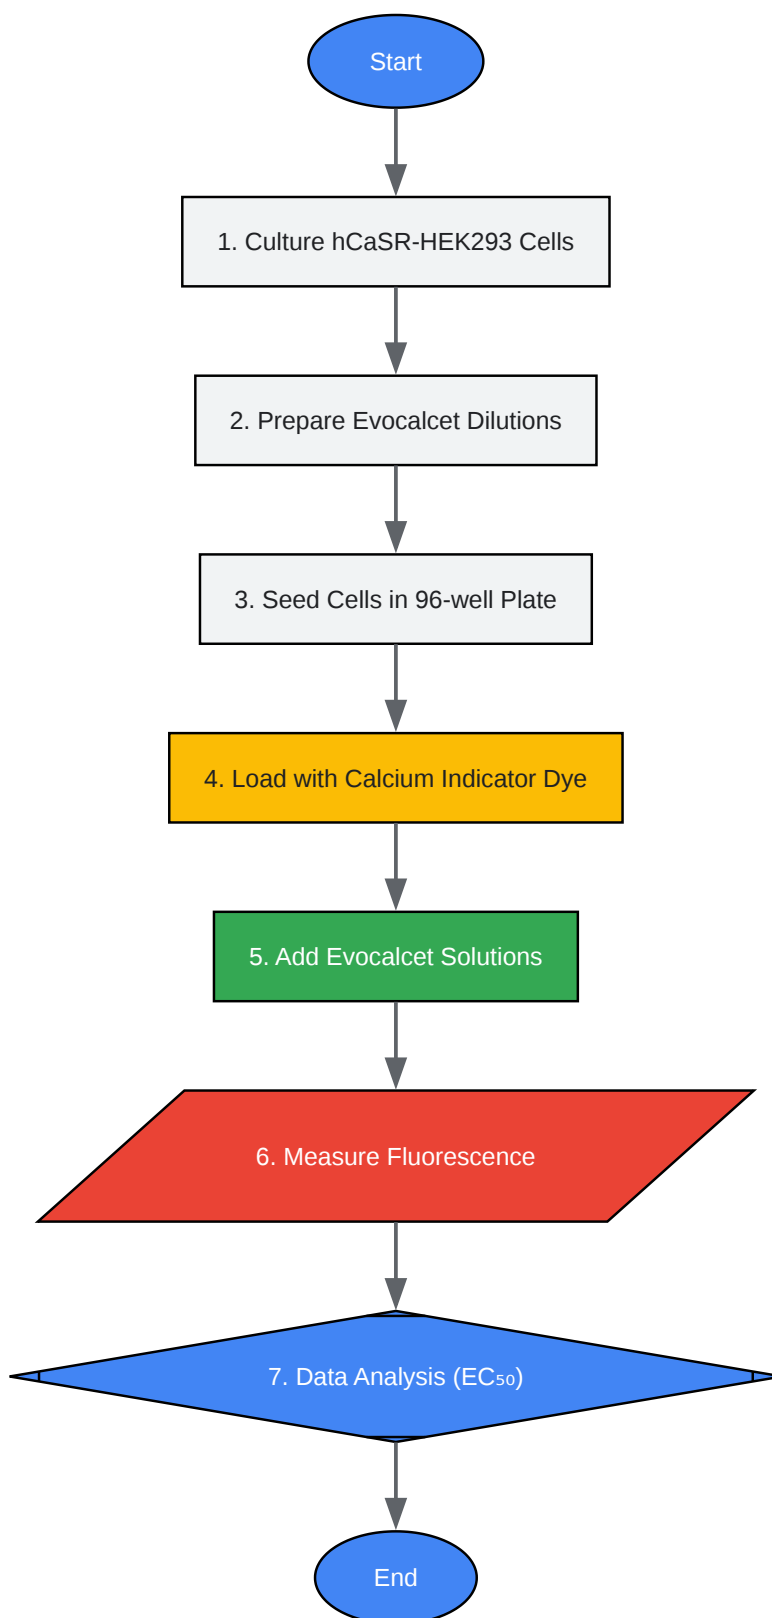 Start
1. Culture hCaSR-HEK293 Cells
2. Prepare Evocalcet Dilutions
3. Seed Cells in 96-well Plate
4. Load with Calcium Indicator Dye
5. Add Evocalcet Solutions
6. Measure Fluorescence
7. Data Analysis (EC₅₀)
End